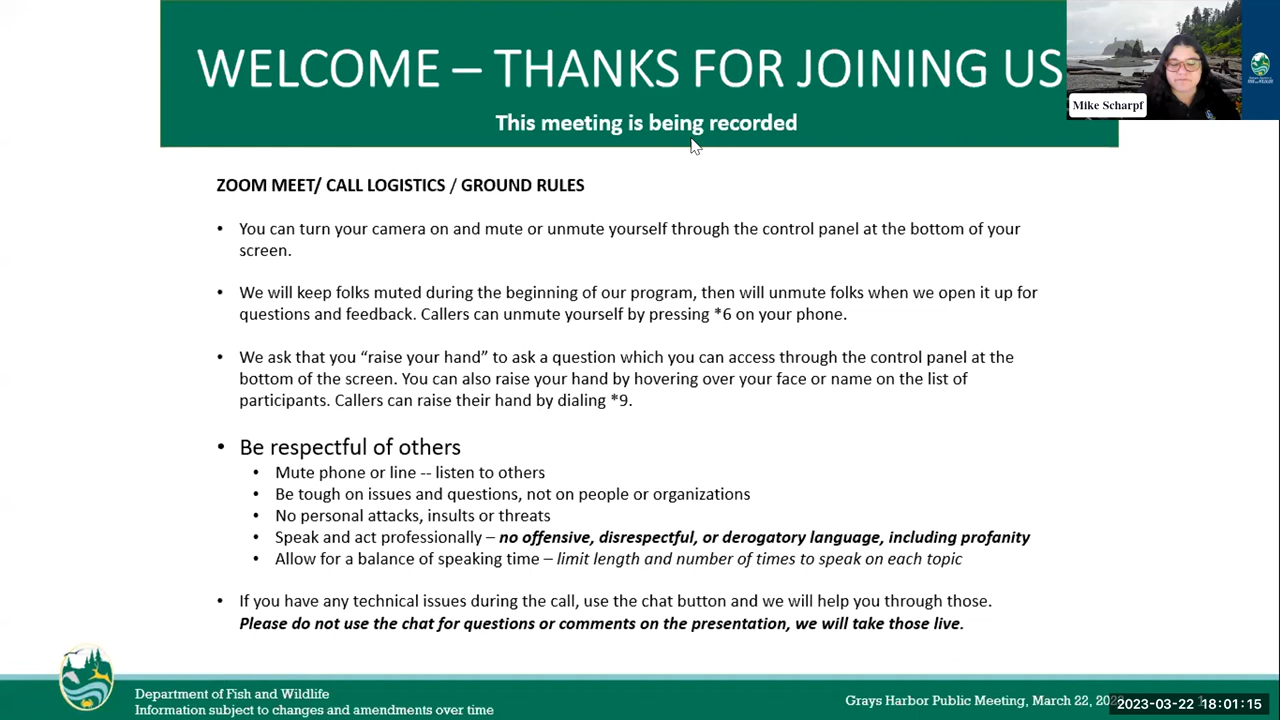 WELCOME – THANKS FOR JOINING US
This meeting is being recorded
Mike Scharpf
ZOOM MEET/ CALL LOGISTICS / GROUND RULES
• You can turn your camera on and mute or unmute yourself through the control panel at the bottom of your
screen.
• We will keep folks muted during the beginning of our program, then will unmute folks when we open it up for
questions and feedback. Callers can unmute yourself by pressing *6 on your phone.
• We ask that you “raise your hand” to ask a question which you can access through the control panel at the
bottom of the screen. You can also raise your hand by hovering over your face or name on the list of
participants. Callers can raise their hand by dialing *9.
• Be respectful of others
• Mute phone or line -- listen to others
• Be tough on issues and questions, not on people or organizations
• No personal attacks, insults or threats
• Speak and act professionally – no offensive, disrespectful, or derogatory language, including profanity
• Allow for a balance of speaking time – limit length and number of times to speak on each topic
• If you have any technical issues during the call, use the chat button and we will help you through those.
Please do not use the chat for questions or comments on the presentation, we will take those live.
Department of Fish and Wildlife
Information subject to changes and amendments over time
Grays Harbor Public Meeting, March 22,
2023-03-22 18:01:15